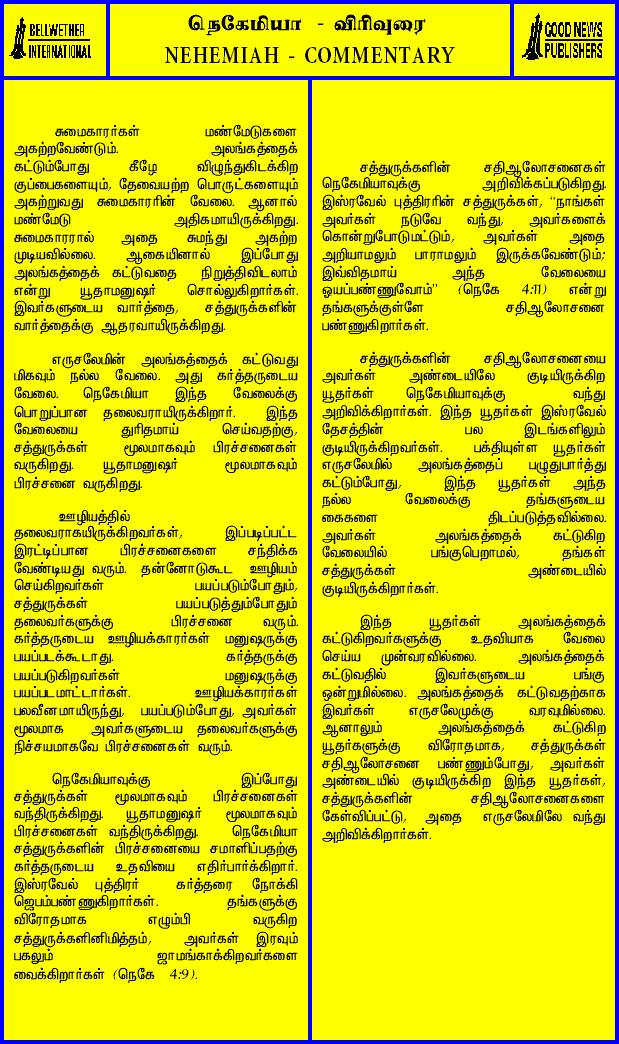 BELLWETHER
INTERNATIONAL
நெகேமியா - விரிவுரை
NEHEMIAH - COMMENTARY
GOOD NEWS
PUBLISHERS
சுமைகாரர்கள் மண்மேடுகளை
அகற்றவேண்டும். அலங்கத்தைக்
கட்டும்போது கீழே விழுந்துகிடக்கிற
குப்பைகளையும், தேவையற்ற பொருட்களையும்
அகற்றுவது சுமைகாரரின் வேலை. ஆனால்
மண்மேடு அதிகமாயிருக்கிறது.
சுமைகாரரால் அதை சுமந்து அகற்ற
முடியவில்லை. ஆகையினால் இப்போது
அலங்கத்தைக் கட்டுவதை நிறுத்திவிடலாம்
என்று யூதாமனுஷர் சொல்லுகிறார்கள்.
இவர்களுடைய வார்த்தை, சத்துருக்களின்
வார்த்தைக்கு ஆதரவாயிருக்கிறது.
எருசலேமின் அலங்கத்தைக் கட்டுவது
மிகவும் நல்ல வேலை. அது கர்த்தருடைய
வேலை. நெகேமியா இந்த வேலைக்கு
பொறுப்பான தலைவராயிருக்கிறார். இந்த
வேலையை துரிதமாய் செய்வதற்கு,
சத்துருக்கள் மூலமாகவும் பிரச்சனைகள்
வருகிறது. யூதாமனுஷர் மூலமாகவும்
பிரச்சனை வருகிறது.
ஊழியத்தில்
தலைவராகயிருக்கிறவர்கள், இப்படிப்பட்ட
இரட்டிப்பான பிரச்சனைகளை சந்திக்க
வேண்டியது வரும். தன்னோடுகூட ஊழியம்
செய்கிறவர்கள் பயப்படும்போதும்,
சத்துருக்கள் பயப்படுத்தும்போதும்
தலைவர்களுக்கு பிரச்சனை வரும்.
கர்த்தருடைய ஊழியக்காரர்கள் மனுஷருக்கு
பயப்படக்கூடாது. கர்த்தருக்கு
பயப்படுகிறவர்கள் மனுஷருக்கு
பயப்படமாட்டார்கள். ஊழியக்காரர்கள்
பலவீனமாயிருந்து, பயப்படும்போது, அவர்கள்
மூலமாக அவர்களுடைய தலைவர்களுக்கு
நிச்சயமாகவே பிரச்சனைகள் வரும்.
நெகேமியாவுக்கு இப்போது
சத்துருக்கள் மூலமாகவும் பிரச்சனைகள்
வந்திருக்கிறது. யூதாமனுஷர் மூலமாகவும்
பிரச்சனைகள் வந்திருக்கிறது. நெகேமியா
சத்துருக்களின் பிரச்சனையை சமாளிப்பதற்கு
கர்த்தருடைய உதவியை எதிர்பார்க்கிறார்.
இஸ்ரவேல் புத்திரர் கர்த்தரை நோக்கி
ஜெபம்பண்ணுகிறார்கள். தங்களுக்கு
விரோதமாக எழும்பி வருகிற
சத்துருக்களினிமித்தம், அவர்கள் இரவும்
பகலும் ஜாமங்காக்கிறவர்களை
வைக்கிறார்கள் (நெகே 4:9).
சத்துருக்களின் சதிஆலோசனைகள்
நெகேமியாவுக்கு அறிவிக்கப்படுகிறது.
இஸ்ரவேல் புத்திரரின் சத்துருக்கள், "நாங்கள்
அவர்கள் நடுவே வந்து, அவர்களைக்
கொன்றுபோடுமட்டும், அவர்கள் அதை
அறியாமலும் பாராமலும் இருக்கவேண்டும்;
இவ்விதமாய் அந்த வேலையை
ஓயப்பண்ணுவோம்" (நெகே 4:11) என்று
தங்களுக்குள்ளே சதிஆலோசனை
பண்ணுகிறார்கள்.
சத்துருக்களின் சதிஆலோசனையை
அவர்கள் அண்டையிலே குடியிருக்கிற
யூதர்கள் நெகேமியாவுக்கு வந்து
அறிவிக்கிறார்கள். இந்த யூதர்கள் இஸ்ரவேல்
தேசத்தின் பல இடங்களிலும்
குடியிருக்கிறவர்கள். பக்தியுள்ள யூதர்கள்
எருசலேமில் அலங்கத்தைப் பழுதுபார்த்து
கட்டும்போது, இந்த யூதர்கள் அந்த
நல்ல வேலைக்கு தங்களுடைய
கைகளை திடப்படுத்தவில்லை.
அவர்கள் அலங்கத்தைக் கட்டுகிற
வேலையில் பங்குபெறாமல், தங்கள்
சத்துருக்கள் அண்டையில்
குடியிருக்கிறார்கள்.
இந்த யூதர்கள் அலங்கத்தைக்
கட்டுகிறவர்களுக்கு உதவியாக வேலை
செய்ய முன்வரவில்லை. அலங்கத்தைக்
கட்டுவதில் இவர்களுடைய பங்கு
ஒன்றுமில்லை. அலங்கத்தைக் கட்டுவதற்காக
இவர்கள் எருசலேமுக்கு வரவுமில்லை.
ஆனாலும் அலங்கத்தைக் கட்டுகிற
யூதர்களுக்கு விரோதமாக, சத்துருக்கள்
சதிஆலோசனை பண்ணும்போது, அவர்கள்
அண்டையில் குடியிருக்கிற இந்த யூதர்கள்,
சத்துருக்களின் சதிஆலோசனைகளை
கேள்விப்பட்டு, அதை எருசலேமிலே வந்து
அறிவிக்கிறார்கள்.